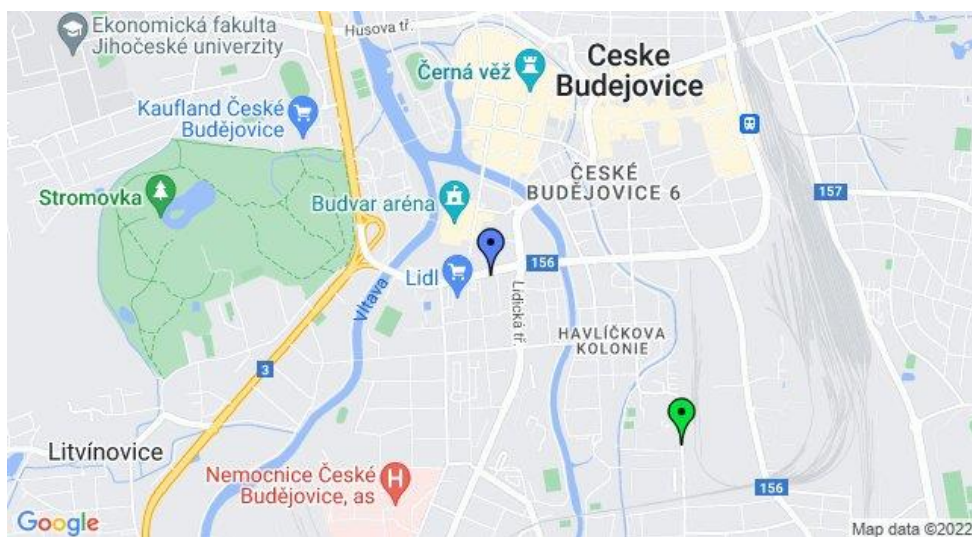 Ekonomická fakulta
Jihočeské univerzity
Husova tř.
Ceske
Budejovice
Černá věž
Kaufland České
Budějovice
ČESKÉ
BUDĚJOVICE 6
157
Stromovka
Budvar aréna
156
Lidl
Vltava
Lidická tř.
HAVLÍČKOVA
KOLONIE
3
Litvínovice
Nemocnice České
Budějovice, as
H
156
Google
Map data ©2022